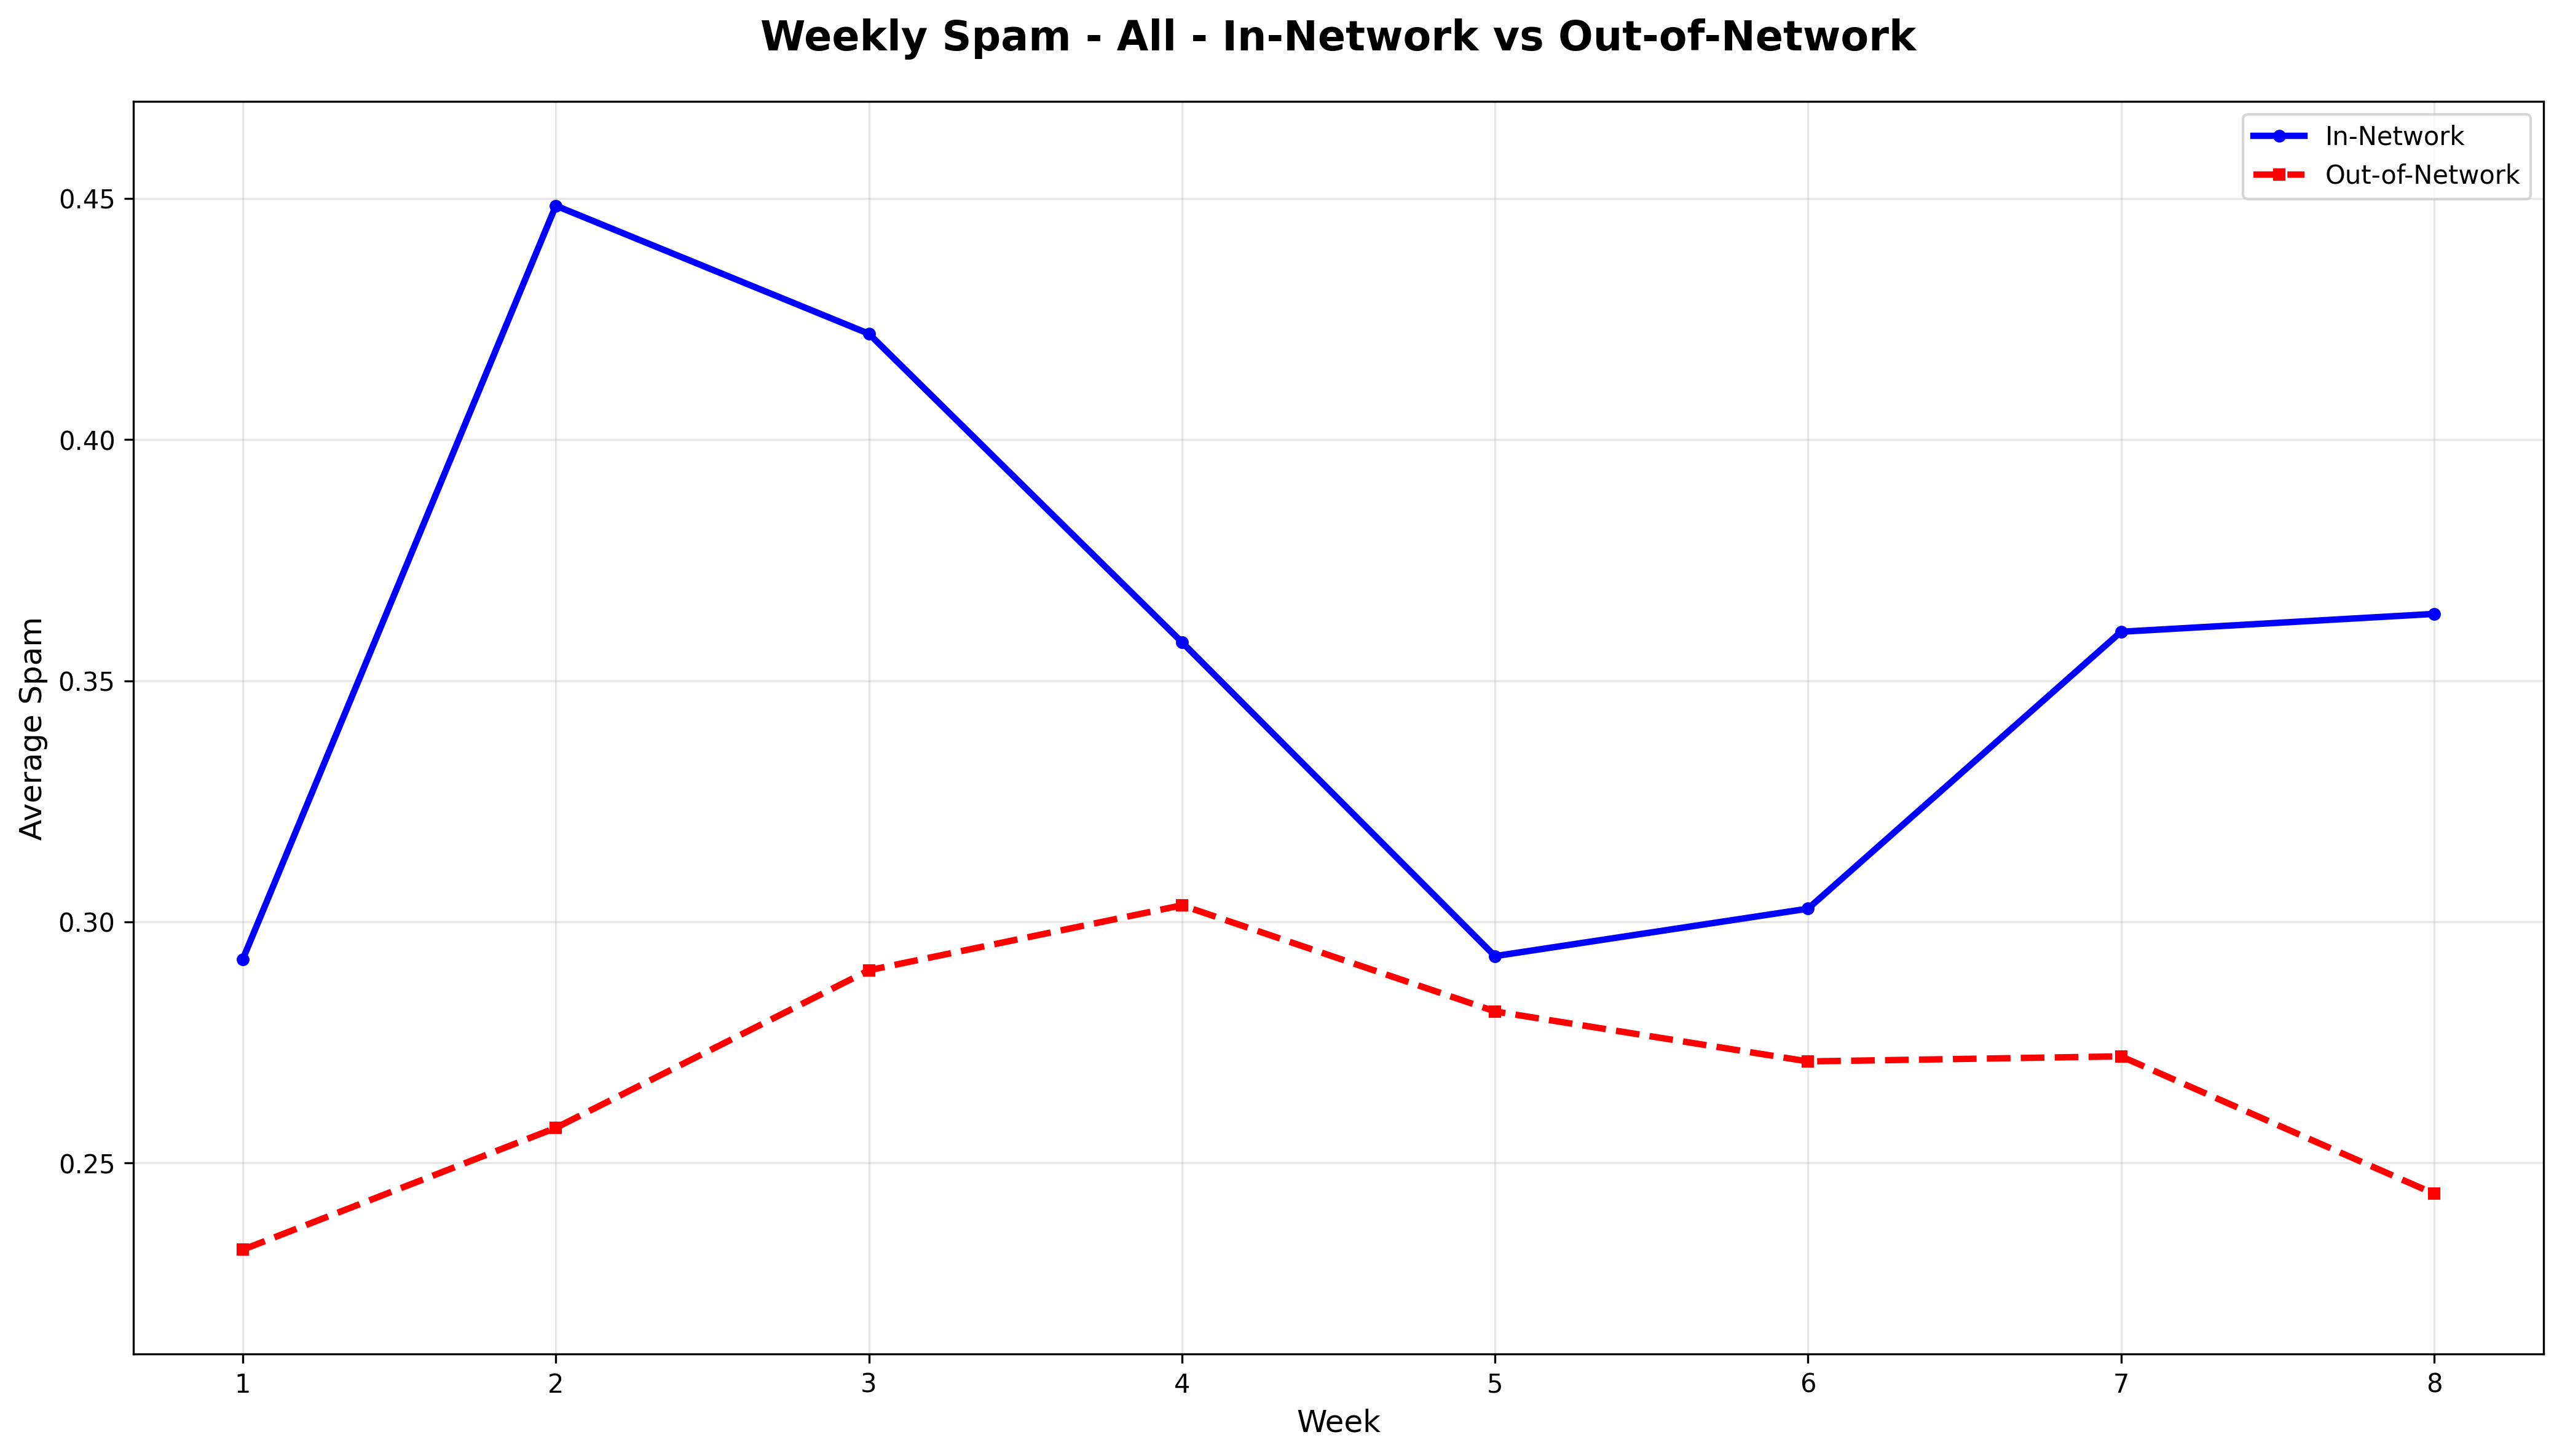 Weekly Spam - All - In-Network vs Out-of-Network
In-Network
Out-of-Network
0.45
0.40
0.35
0.30
0.25
Average Spam
1 2 3 4 5 6 7 8
Week